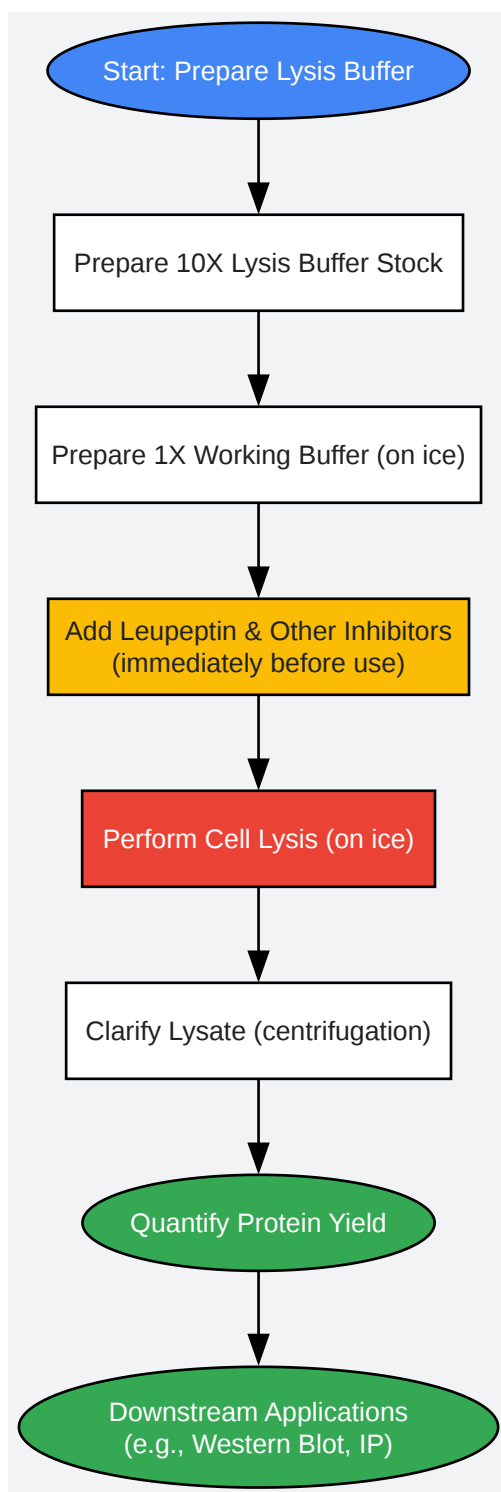 Start: Prepare Lysis Buffer
Prepare 10X Lysis Buffer Stock
Prepare 1X Working Buffer (on ice)
Add Leupeptin & Other Inhibitors
(immediately before use)
Perform Cell Lysis (on ice)
Clarify Lysate (centrifugation)
Quantify Protein Yield
Downstream Applications
(e.g., Western Blot, IP)